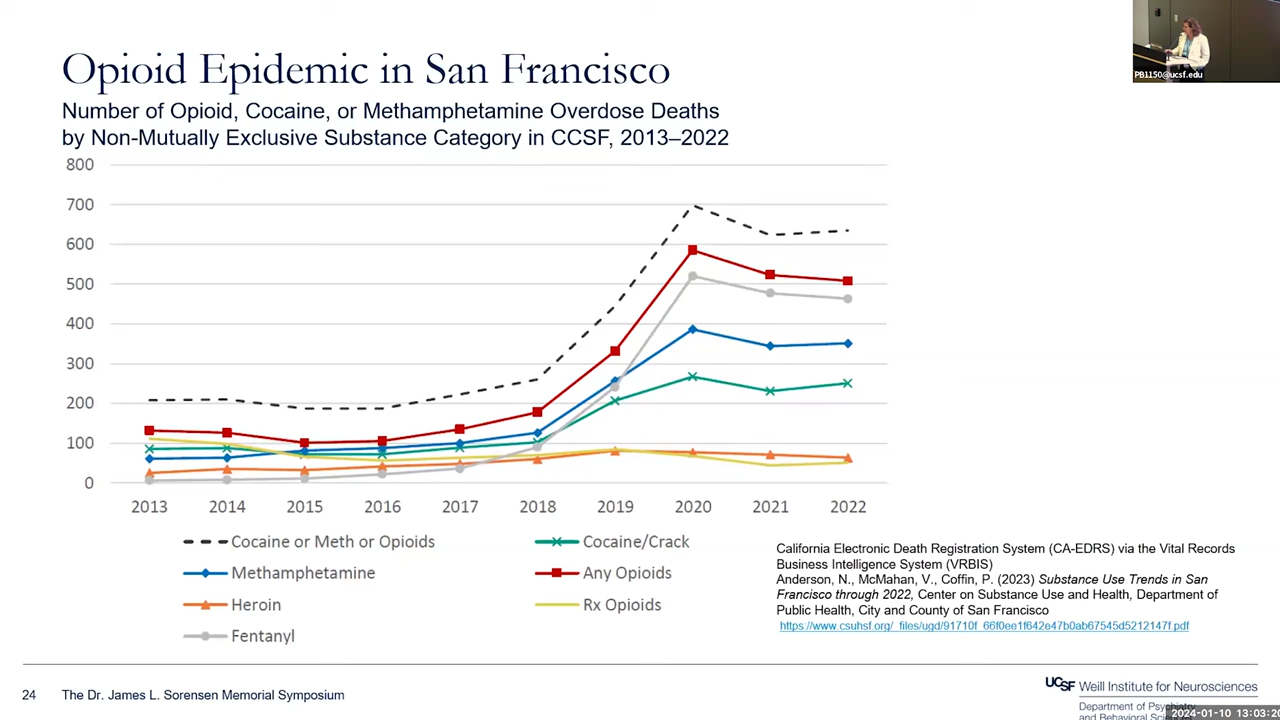 Opioid Epidemic in San Francisco
PB1150@ucsf.edu
Number of Opioid, Cocaine, or Methamphetamine Overdose Deaths
by Non-Mutually Exclusive Substance Category in CCSF, 2013–2022
800
700
600
500
400
300
200
100
0
2013 2014 2015 2016 2017 2018 2019 2020 2021 2022
Cocaine or Meth or Opioids
Cocaine/Crack
Methamphetamine
Any Opioids
Heroin
Rx Opioids
Fentanyl
California Electronic Death Registration System (CA-EDRS) via the Vital Records
Business Intelligence System (VRBIS)
Anderson, N., McMahan, V., Coffin, P. (2023) Substance Use Trends in San
Francisco through 2022, Center on Substance Use and Health, Department of
Public Health, City and County of San Francisco
https://www.csuhsf.org/_files/ugd/91710f_66f0ee1f642e47b0ab67545d5212147f.pdf
24 The Dr. James L. Sorensen Memorial Symposium
UCSF Weill Institute for Neurosciences
Department of
and Behavioral
2024-01-10 13:03:20